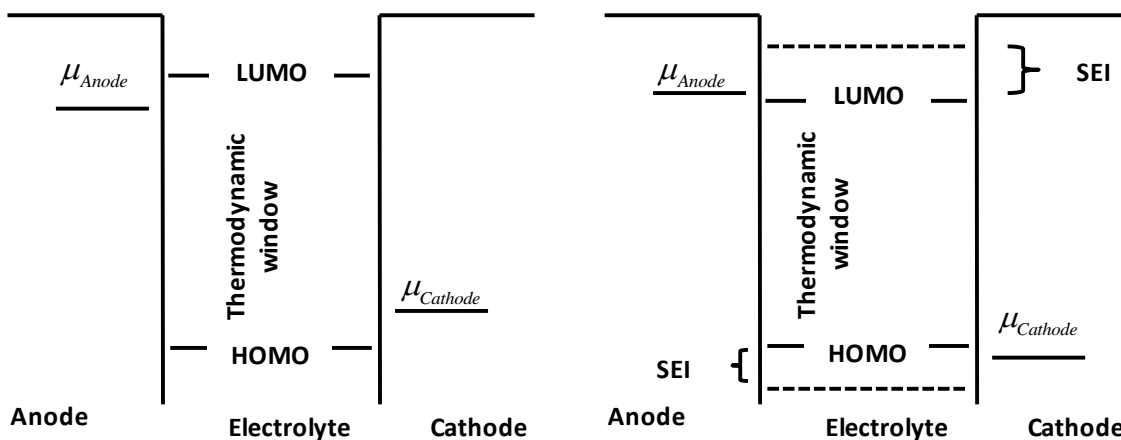 μAnode
LUMO
Thermodynamic
window
μCathode
HOMO
Anode
Electrolyte
Cathode
μAnode
LUMO
SEI
Thermodynamic
window
μCathode
HOMO
SEI
Anode
Electrolyte
Cathode